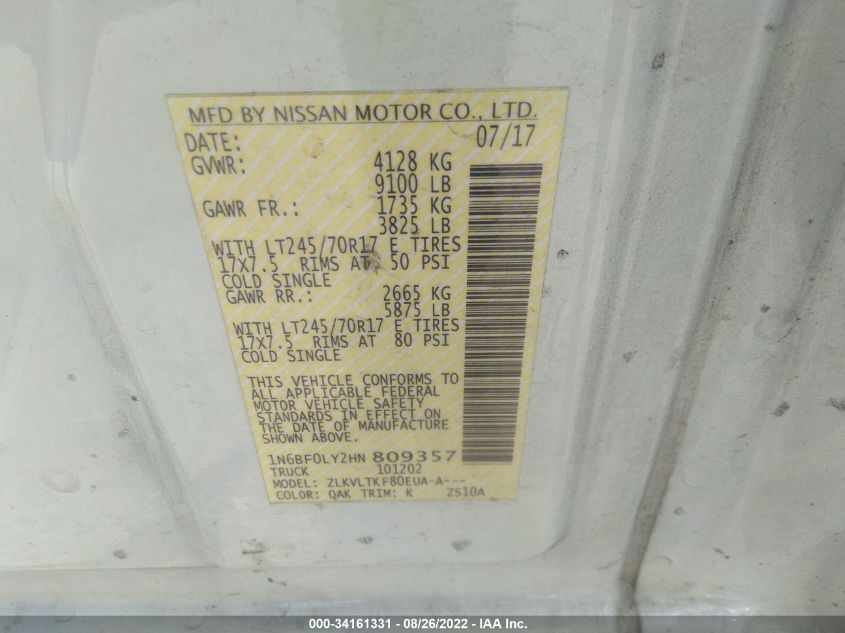 MFD BY NISSAN MOTOR CO., LTD.
DATE: 07/17
GVWR: 4128 KG
9100 LB
GAWR FR.: 1735 KG
3825 LB
WITH LT245/70R17 E TIRES
17X7.5 RIMS AT 50 PSI
COLD SINGLE
GAWR RR.: 2665 KG
5875 LB
WITH LT245/70R17 E TIRES
17X7.5 RIMS AT 80 PSI
COLD SINGLE
THIS VEHICLE CONFORMS TO
ALL APPLICABLE FEDERAL
MOTOR VEHICLE SAFETY
STANDARDS IN EFFECT ON
THE DATE OF MANUFACTURE
SHOWN ABOVE.
1N6BF0LY2HN 809357
TRUCK 101202
MODEL: ZLKVLTKF80EUA-A---
COLOR: QAK TRIM: K ZS10A
000-34161331 - 08/26/2022 - IAA Inc.